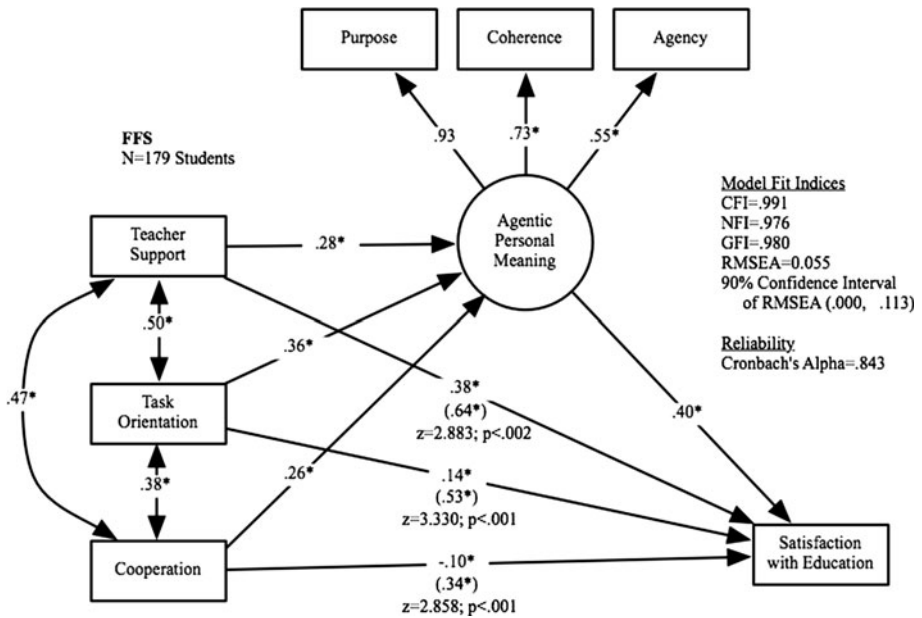 Purpose
Coherence
Agency
.93
.73*
.55*
FFS
N=179 Students
Model Fit Indices
CFI=.991
NFI=.976
GFI=.980
RMSEA=0.055
90% Confidence Interval
of RMSEA (.000, .113)
Reliability
Cronbach's Alpha=.843
Agentic
Personal
Meaning
Teacher
Support
.28*
.50*
.36*
.47*
Task
Orientation
.38*
(.64*)
z=2.883; p<.002
.40*
.38*
.26*
.14*
(.53*)
z=3.330; p<.001
Cooperation
-.10*
(.34*)
z=2.858; p<.001
Satisfaction
with Education